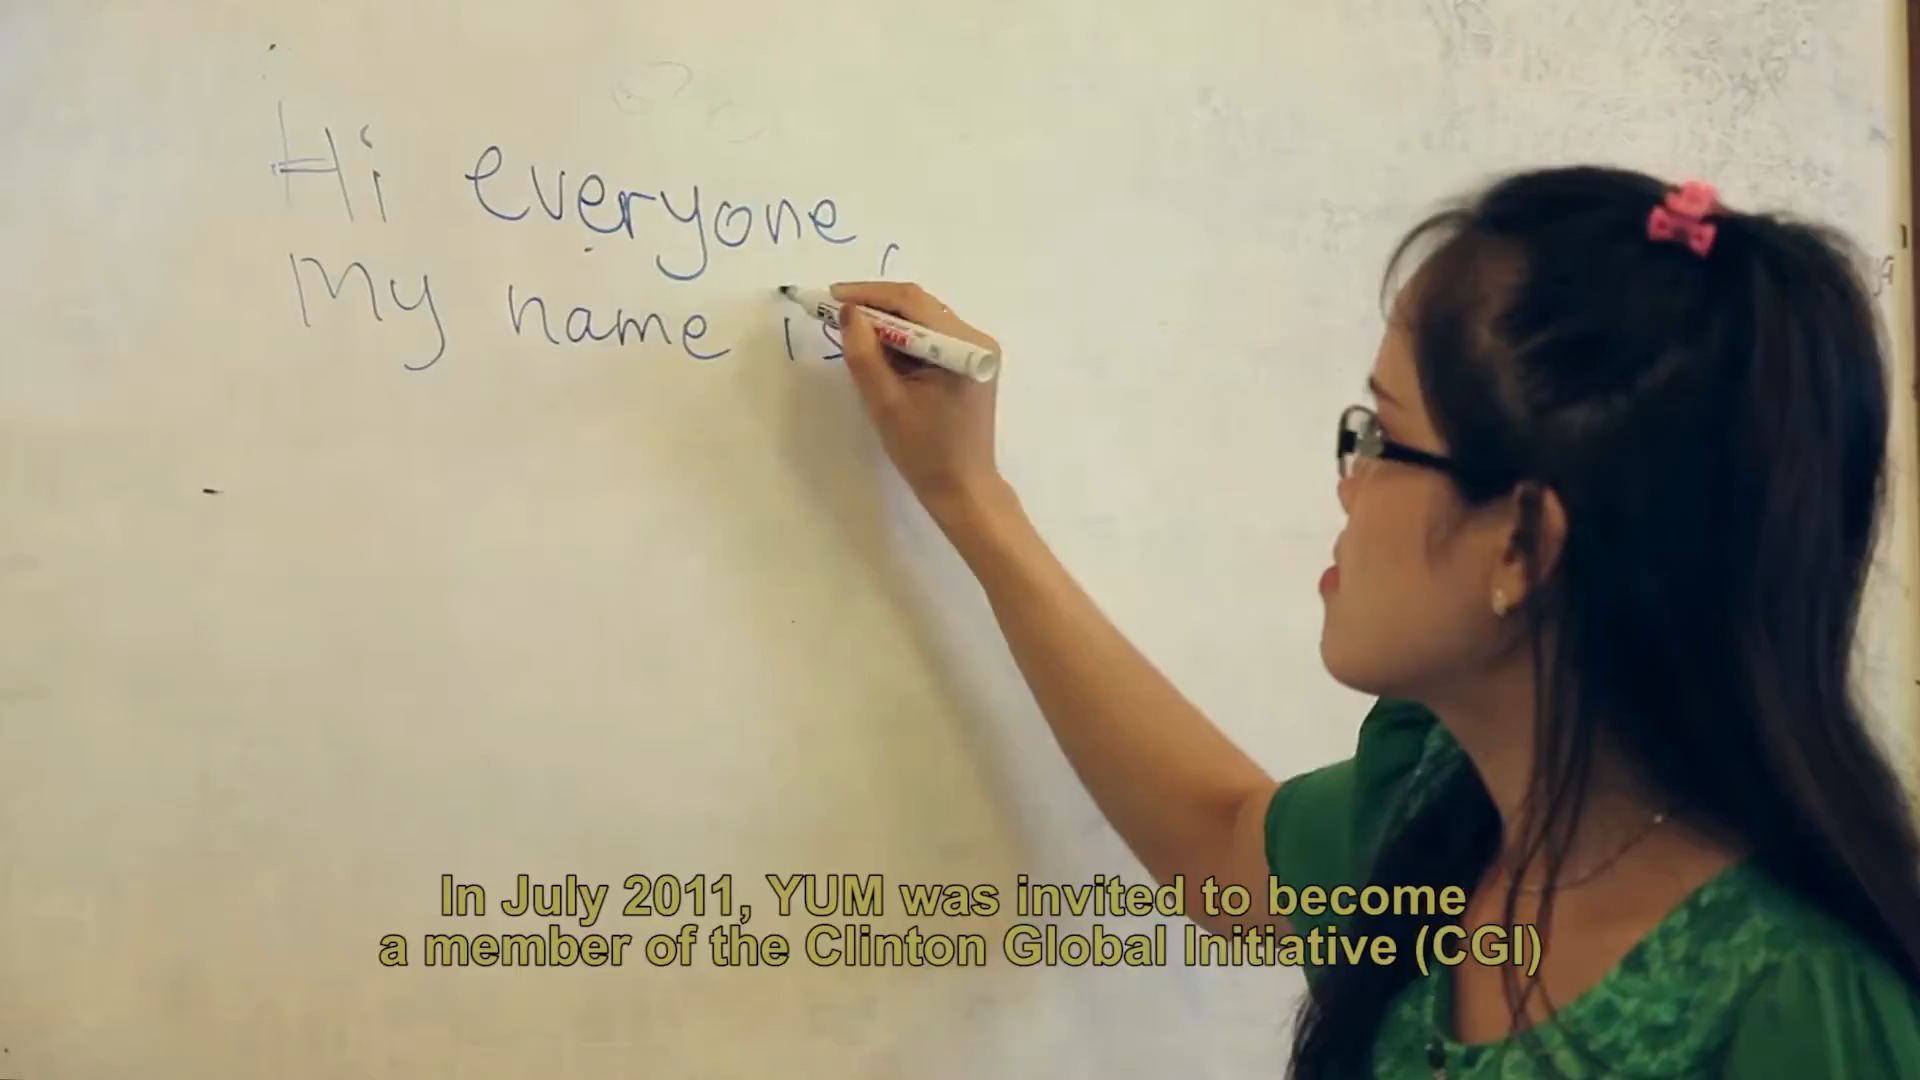 Hi everyone,
My name is
In July 2011, YUM was invited to become
a member of the Clinton Global Initiative (CGI)